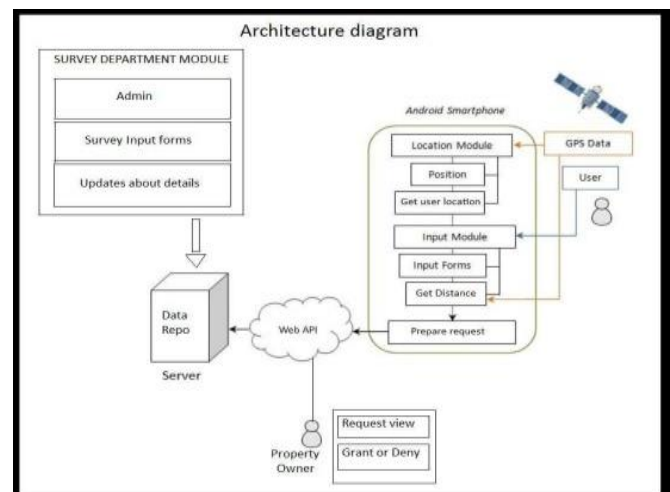 Architecture diagram
SURVEY DEPARTMENT MODULE
Admin
Survey Input forms
Updates about details
Android Smartphone
Location Module
Position
Get user location
Input Module
Input Forms
Get Distance
Prepare request
GPS Data
User
Data
Repo
Server
Web API
Property
Owner
Request view
Grant or Deny